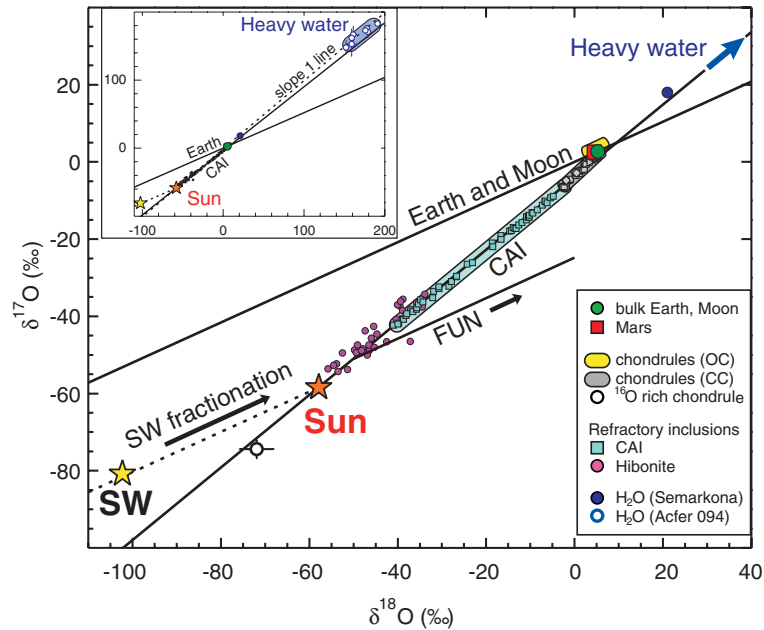 Heavy water
100
0
slope 1 line
Earth
CAI
Sun
-100
0
100
200
Heavy water
20
0
-20
-40
-60
-80
δ17O (‰)
Earth and Moon
CAI
FUN
SW fractionation
Sun
SW
bulk Earth, Moon
Mars
chondrules (OC)
chondrules (CC)
16O rich chondrule
Refractory inclusions
CAI
Hibonite
H2O (Semarkona)
H2O (Acfer 094)
-100
-80
-60
-40
-20
0
20
40
δ18O (‰)